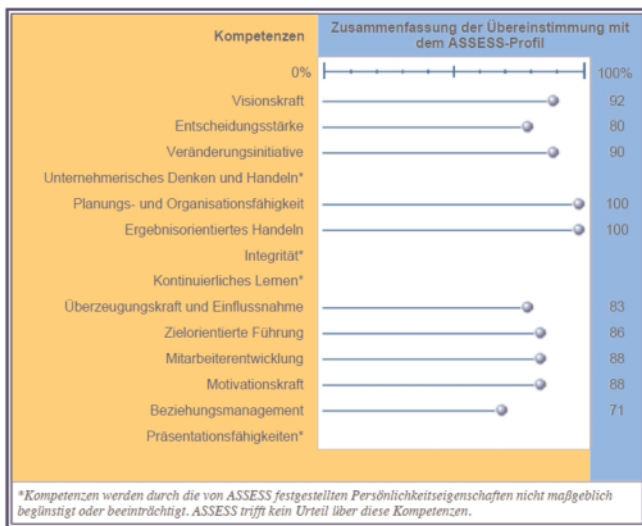 Kompetenzen
Zusammenfassung der Übereinstimmung mit
dem ASSESS-Profil
0% 100%
Visionskraft 92
Entscheidungsstärke 80
Veränderungsinitiative 90
Unternehmerisches Denken und Handeln*
Planungs- und Organisationsfähigkeit 100
Ergebnisorientiertes Handeln 100
Integrität*
Kontinuierliches Lernen*
Überzeugungskraft und Einflussnahme 83
Zielorientierte Führung 86
Mitarbeiterentwicklung 88
Motivationskraft 88
Beziehungsmanagement 71
Präsentationsfähigkeiten*
*Kompetenzen werden durch die von ASSESS festgestellten Persönlichkeitseigenschaften nicht maßgeblich
begünstigt oder beeinträchtigt. ASSESS trifft kein Urteil über diese Kompetenzen.